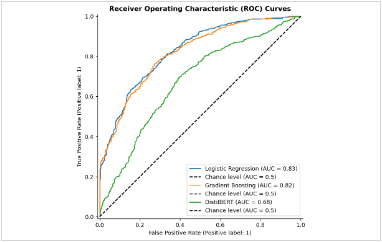 Receiver Operating Characteristic (ROC) Curves
1.0
0.8
0.6
0.4
0.2
0.0
True Positive Rate (Positive label: 1)
Logistic Regression (AUC = 0.83)
Chance level (AUC = 0.5)
Gradient Boosting (AUC = 0.82)
Chance level (AUC = 0.5)
DistilBERT (AUC = 0.68)
Chance level (AUC = 0.5)
0.0 0.2 0.4 0.6 0.8 1.0
False Positive Rate (Positive label: 1)